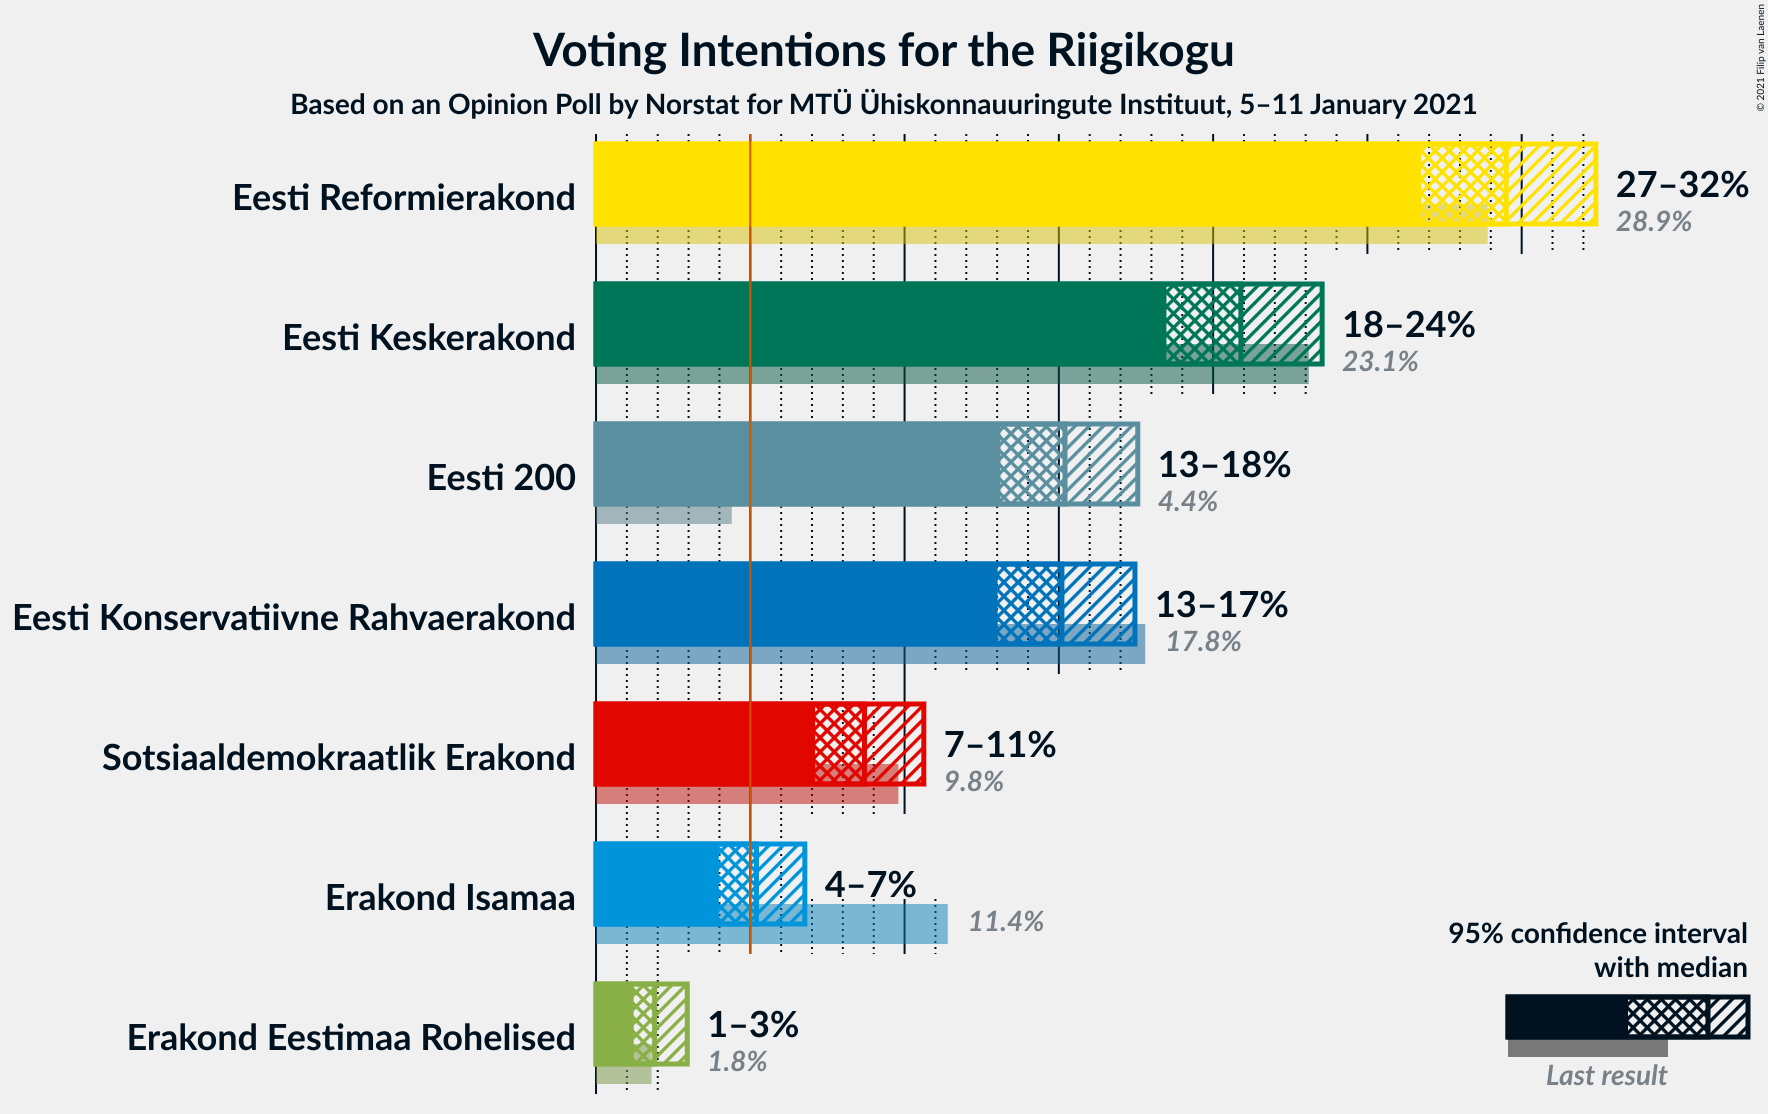 Voting Intentions for the Riigikogu
Based on an Opinion Poll by Norstat for MTÜ Ühiskonnauuringute Instituut, 5–11 January 2021
© 2021 Filip van Laenen
Eesti Reformierakond
27–32%
28.9%
Eesti Keskerakond
18–24%
23.1%
Eesti 200
13–18%
4.4%
Eesti Konservatiivne Rahvaerakond
13–17%
17.8%
Sotsiaaldemokraatlik Erakond
7–11%
9.8%
Erakond Isamaa
4–7%
11.4%
Erakond Eestimaa Rohelised
1–3%
1.8%
95% confidence interval
with median
Last result